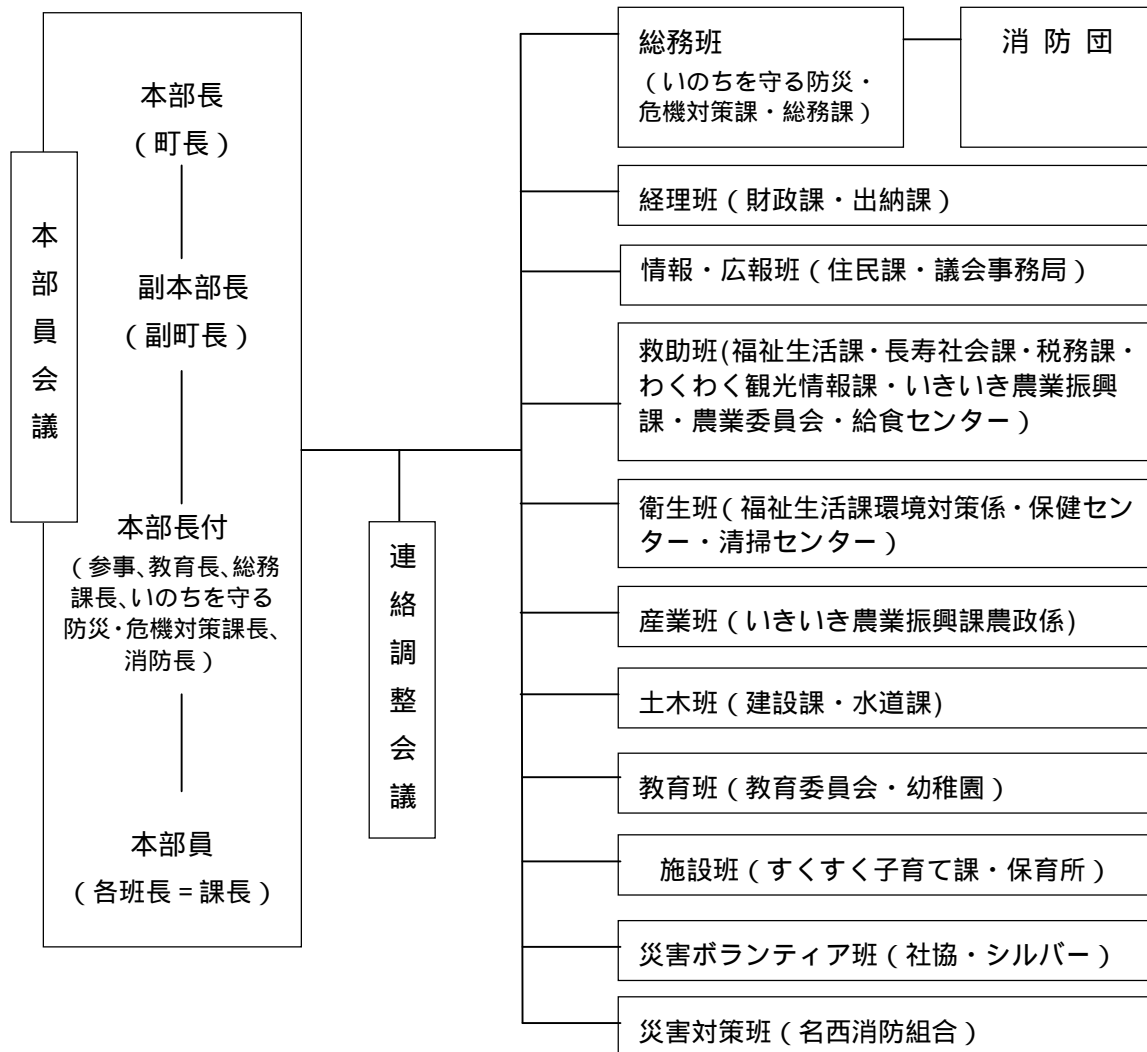 本部員会議
本部長
(町長)
副本部長
(副町長)
本部長付
(参事、教育長、総務
課長、いのちを守る
防災・危機対策課長、
消防長)
本部員
(各班長=課長)
連絡調整会議
総務班
(いのちを守る防災・
危機対策課・総務課)
消防団
経理班(財政課・出納課)
情報・広報班(住民課・議会事務局)
救助班(福祉生活課・長寿社会課・税務課・
わくわく観光情報課・いきいき農業振興
課・農業委員会・給食センター)
衛生班(福祉生活課環境対策係・保健セン
ター・清掃センター)
産業班(いきいき農業振興課農政係)
土木班(建設課・水道課)
教育班(教育委員会・幼稚園)
施設班(すくすく子育て課・保育所)
災害ボランティア班(社協・シルバー)
災害対策班(名西消防組合)